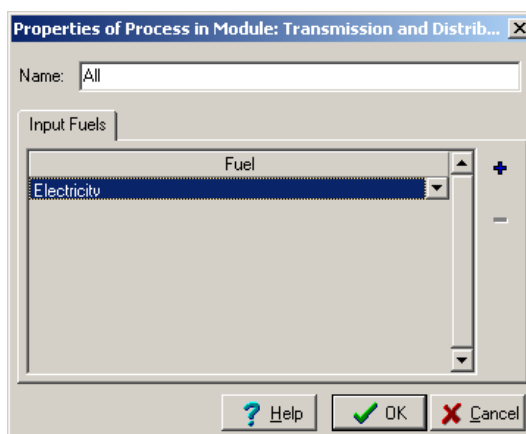 Properties of Process in Module: Transmission and Distrib...
Name: All
Input Fuels
Fuel
Electricity
Help OK Cancel